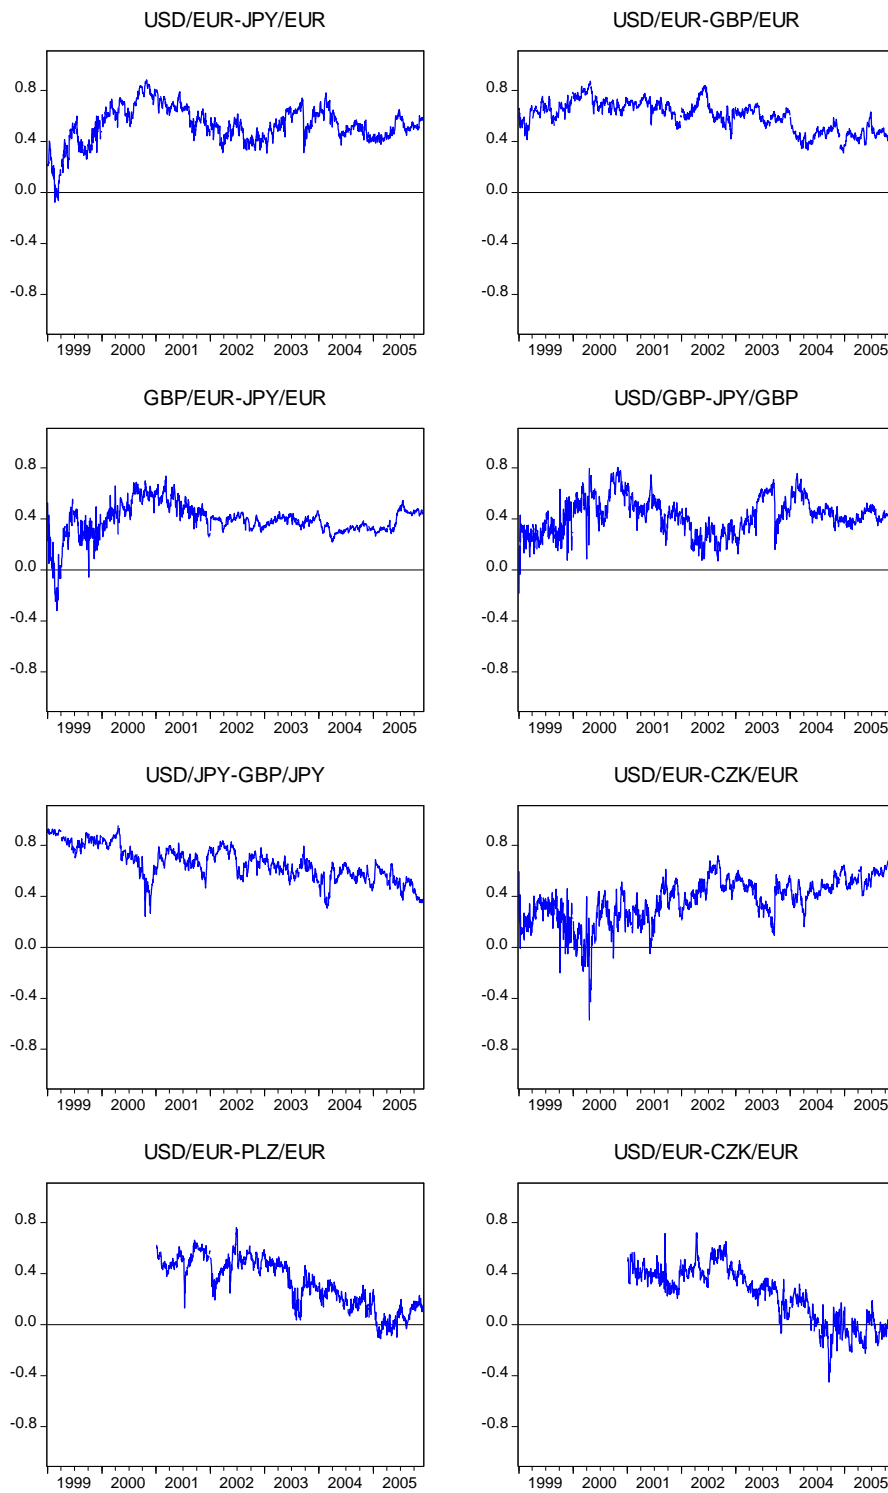 USD/EUR-JPY/EUR
0.8
0.4
0.0
-0.4
-0.8
1999 2000 2001 2002 2003 2004 2005
USD/EUR-GBP/EUR
0.8
0.4
0.0
-0.4
-0.8
1999 2000 2001 2002 2003 2004 2005
GBP/EUR-JPY/EUR
0.8
0.4
0.0
-0.4
-0.8
1999 2000 2001 2002 2003 2004 2005
USD/GBP-JPY/GBP
0.8
0.4
0.0
-0.4
-0.8
1999 2000 2001 2002 2003 2004 2005
USD/JPY-GBP/JPY
0.8
0.4
0.0
-0.4
-0.8
1999 2000 2001 2002 2003 2004 2005
USD/EUR-CZK/EUR
0.8
0.4
0.0
-0.4
-0.8
1999 2000 2001 2002 2003 2004 2005
USD/EUR-PLZ/EUR
0.8
0.4
0.0
-0.4
-0.8
1999 2000 2001 2002 2003 2004 2005
USD/EUR-CZK/EUR
0.8
0.4
0.0
-0.4
-0.8
1999 2000 2001 2002 2003 2004 2005